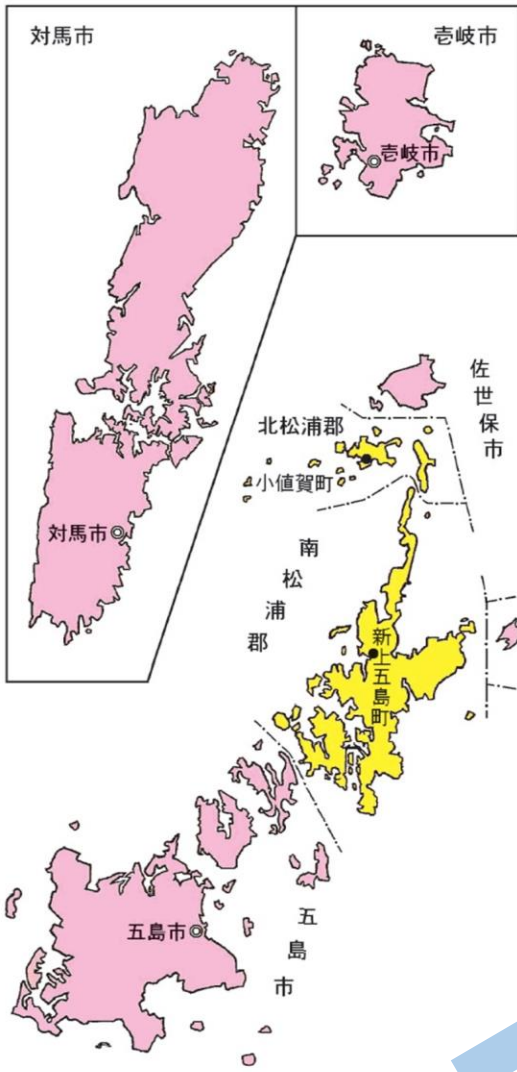 対馬市
壱岐市
壱岐市
対馬市
佐世保市
北松浦郡
小値賀町
南松浦郡
新上五島町
五島市
五島市